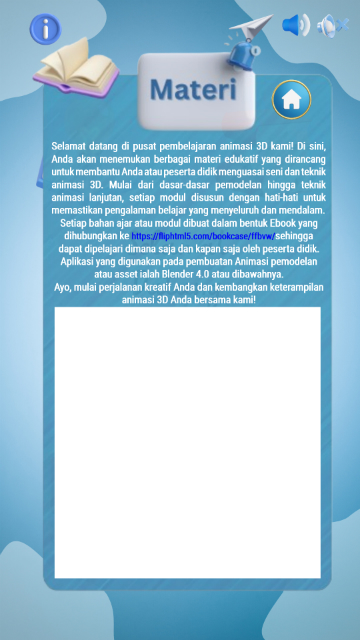 Materi
Selamat datang di pusat pembelajaran animasi 3D kami! Di sini,
Anda akan menemukan berbagai materi edukatif yang dirancang
untuk membantu Anda atau peserta didik menguasai seni dan teknik
animasi 3D. Mulai dari dasar-dasar pemodelan hingga teknik
animasi lanjutan, setiap modul disusun dengan hati-hati untuk
memastikan pengalaman belajar yang menyeluruh dan mendalam.
Setiap bahan ajar atau modul dibuat dalam bentuk Ebook yang
dihubungkan ke https://fliphtml5.com/bookcase/ffbvw/sehingga
dapat dipelajari dimana saja dan kapan saja oleh peserta didik.
Aplikasi yang digunakan pada pembuatan Animasi pemodelan
atau asset ialah Blender 4.0 atau dibawahnya.
Ayo, mulai perjalanan kreatif Anda dan kembangkan keterampilan
animasi 3D Anda bersama kami!